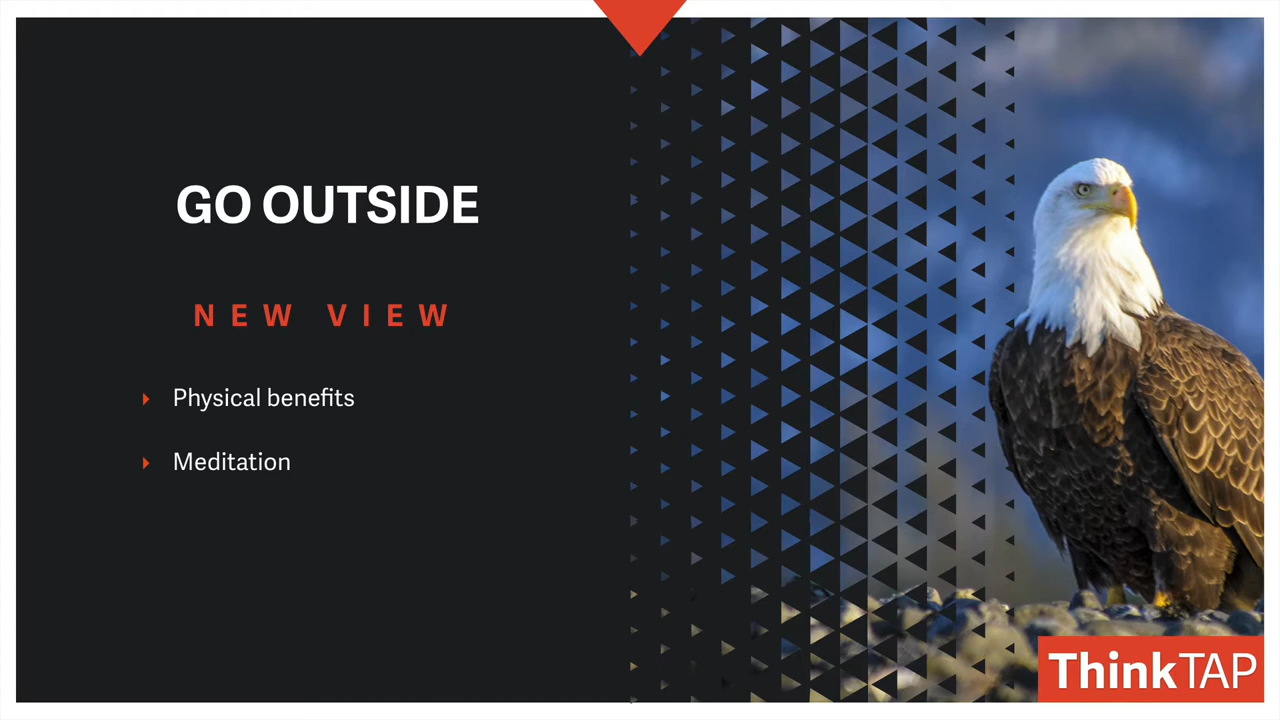 GO OUTSIDE
NEW VIEW
Physical benefits
Meditation
ThinkTAP